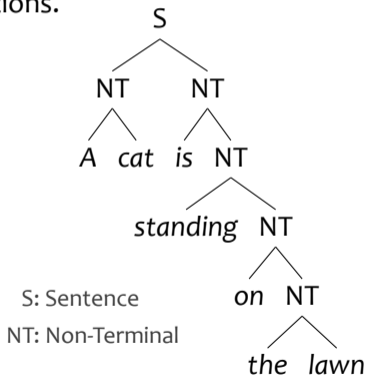 ions.
S
NT NT
A cat is NT
standing NT
S: Sentence on NT
NT: Non-Terminal
the lawn